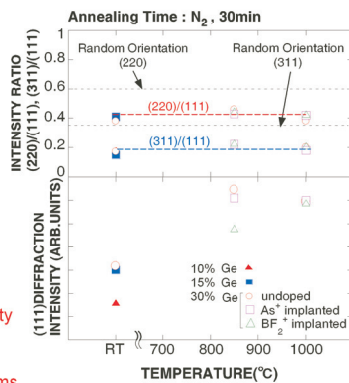 Annealing Time : N2 , 30min
Random Orientation
(220)
Random Orientation
(311)
INTENSITY RATIO
(220)/(111), (311)/(111)
1
0.8
0.6
0.4
0.2
0
(220)/(111)
(311)/(111)
(111)DIFFRACTION
INTENSITY (ARB.UNITS)
10% Ge
15% Ge
30% Ge
undoped
As+ implanted
BF2+ implanted
RT
700
800
900
1000
TEMPERATURE(°C)